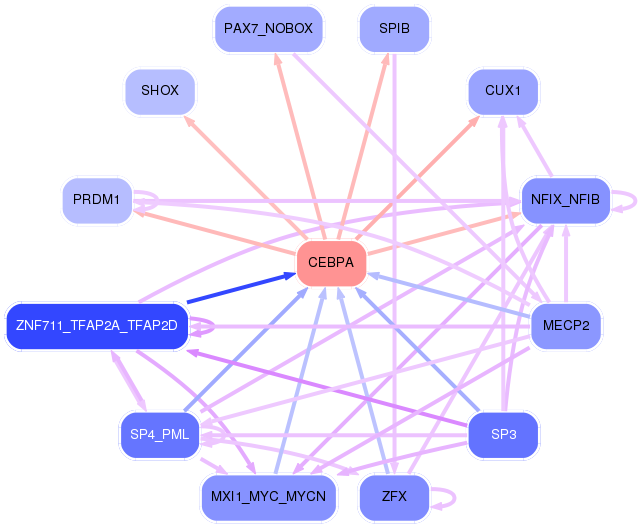 PAX7_NOBOX
SPIB
SHOX
CUX1
PRDM1
NFIX_NFIB
CEBPA
ZNF711_TFAP2A_TFAP2D
MECP2
SP4_PML
SP3
MXI1_MYC_MYCN
ZFX